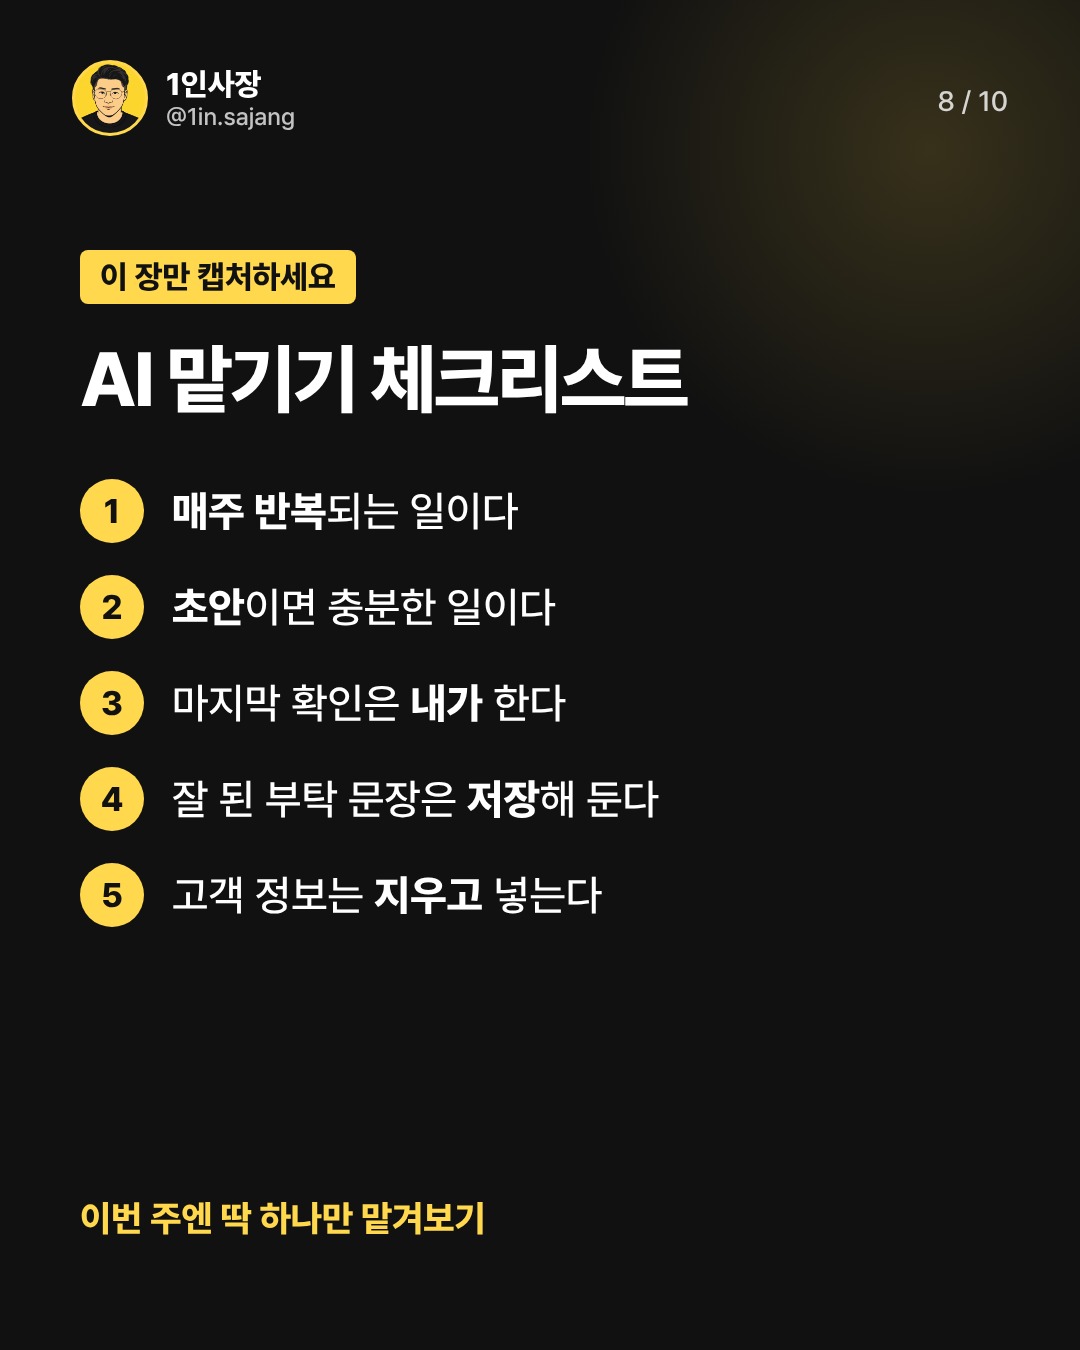 1인사장
@1in.sajang
8 / 10
이 장만 캡처하세요
AI 맡기기 체크리스트
1 매주 반복되는 일이다
2 초안이면 충분한 일이다
3 마지막 확인은 내가 한다
4 잘 된 부탁 문장은 저장해 둔다
5 고객 정보는 지우고 넣는다
이번 주엔 딱 하나만 맡겨보기